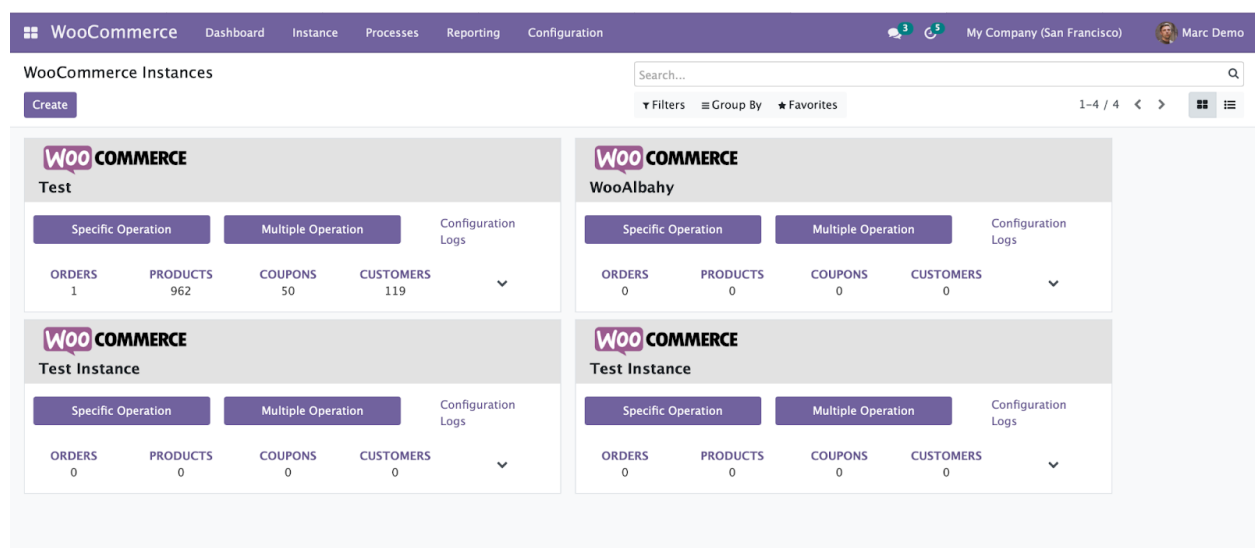 WooCommerce Dashboard Instance Processes Reporting Configuration 3 5 My Company (San Francisco) Marc Demo
WooCommerce Instances
Search...
Create
Filters Group By Favorites
1-4 / 4
WOO COMMERCE
Test
Specific Operation Multiple Operation Configuration
Logs
ORDERS PRODUCTS COUPONS CUSTOMERS
1 962 50 119
WOO COMMERCE
WooAlbahy
Specific Operation Multiple Operation Configuration
Logs
ORDERS PRODUCTS COUPONS CUSTOMERS
0 0 0 0
WOO COMMERCE
Test Instance
Specific Operation Multiple Operation Configuration
Logs
ORDERS PRODUCTS COUPONS CUSTOMERS
0 0 0 0
WOO COMMERCE
Test Instance
Specific Operation Multiple Operation Configuration
Logs
ORDERS PRODUCTS COUPONS CUSTOMERS
0 0 0 0